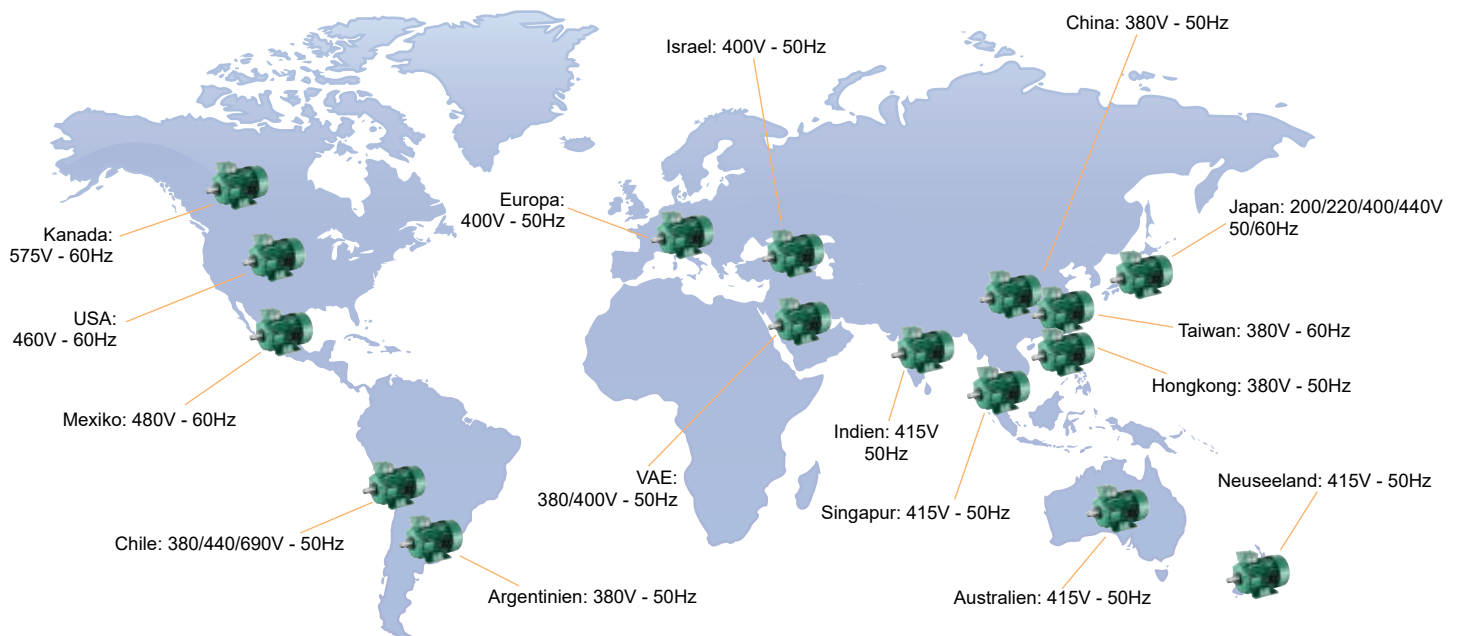 China: 380V - 50Hz
Israel: 400V - 50Hz
Europa:
400V - 50Hz
Japan: 200/220/400/440V
50/60Hz
Kanada:
575V - 60Hz
USA:
460V - 60Hz
Taiwan: 380V - 60Hz
Hongkong: 380V - 50Hz
Mexiko: 480V - 60Hz
Indien: 415V
50Hz
VAE:
380/400V - 50Hz
Singapur: 415V - 50Hz
Neuseeland: 415V - 50Hz
Chile: 380/440/690V - 50Hz
Argentinien: 380V - 50Hz
Australien: 415V - 50Hz